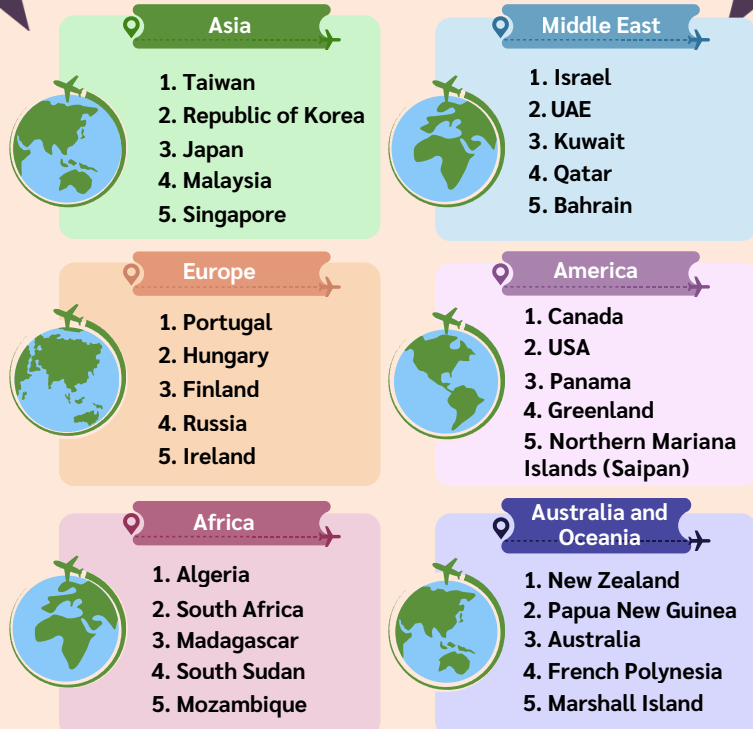 Asia
1. Taiwan
2. Republic of Korea
3. Japan
4. Malaysia
5. Singapore
Middle East
1. Israel
2. UAE
3. Kuwait
4. Qatar
5. Bahrain
Europe
1. Portugal
2. Hungary
3. Finland
4. Russia
5. Ireland
America
1. Canada
2. USA
3. Panama
4. Greenland
5. Northern Mariana
Islands (Saipan)
Africa
1. Algeria
2. South Africa
3. Madagascar
4. South Sudan
5. Mozambique
Australia and
Oceania
1. New Zealand
2. Papua New Guinea
3. Australia
4. French Polynesia
5. Marshall Island